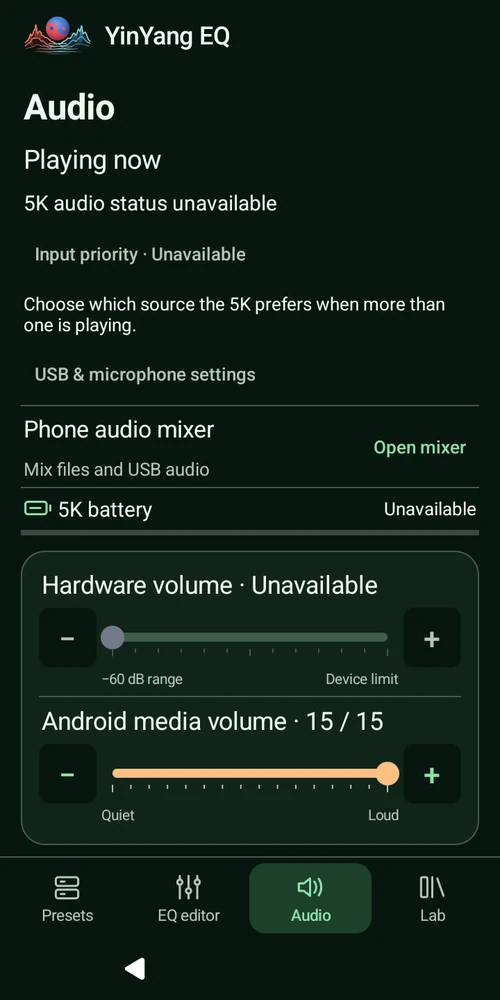 YinYang EQ
Audio
Playing now
5K audio status unavailable
Input priority · Unavailable
Choose which source the 5K prefers when more than
one is playing.
USB & microphone settings
Phone audio mixer
Open mixer
Mix files and USB audio
5K battery
Unavailable
Hardware volume · Unavailable
−
+
−60 dB range
Device limit
Android media volume · 15 / 15
−
+
Quiet
Loud
Presets
EQ editor
Audio
Lab